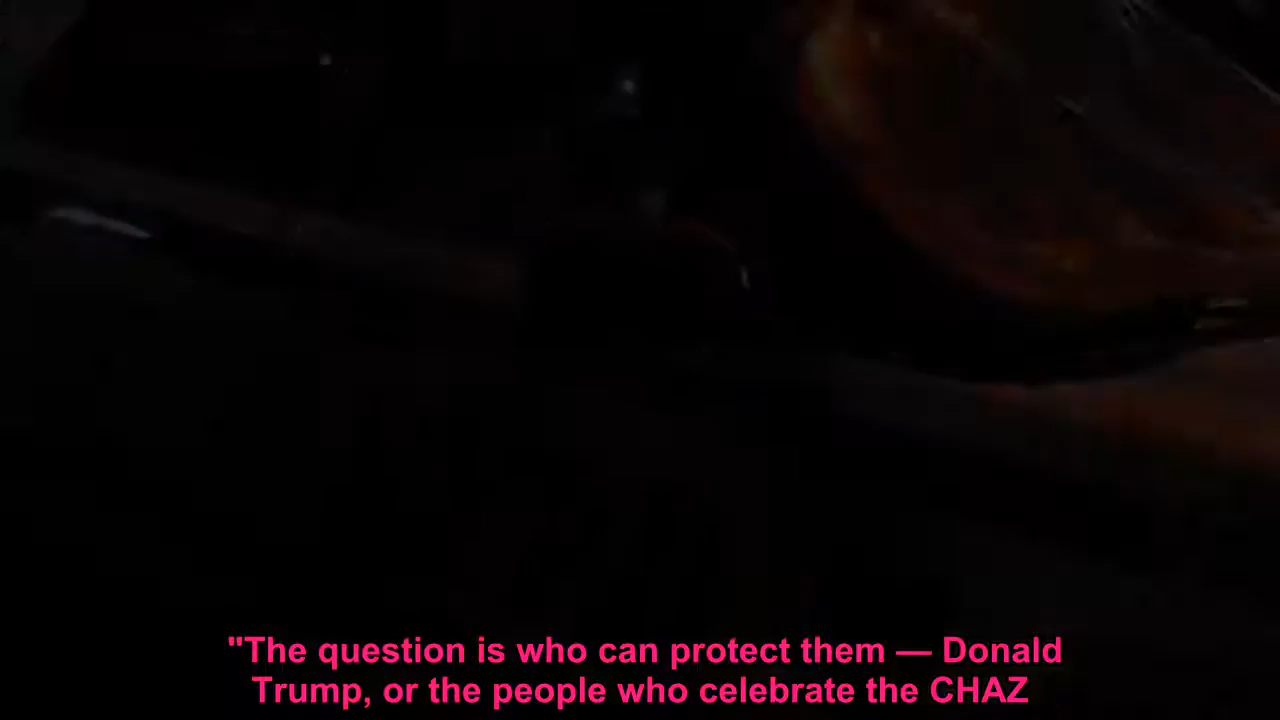 "The question is who can protect them — Donald
Trump, or the people who celebrate the CHAZ